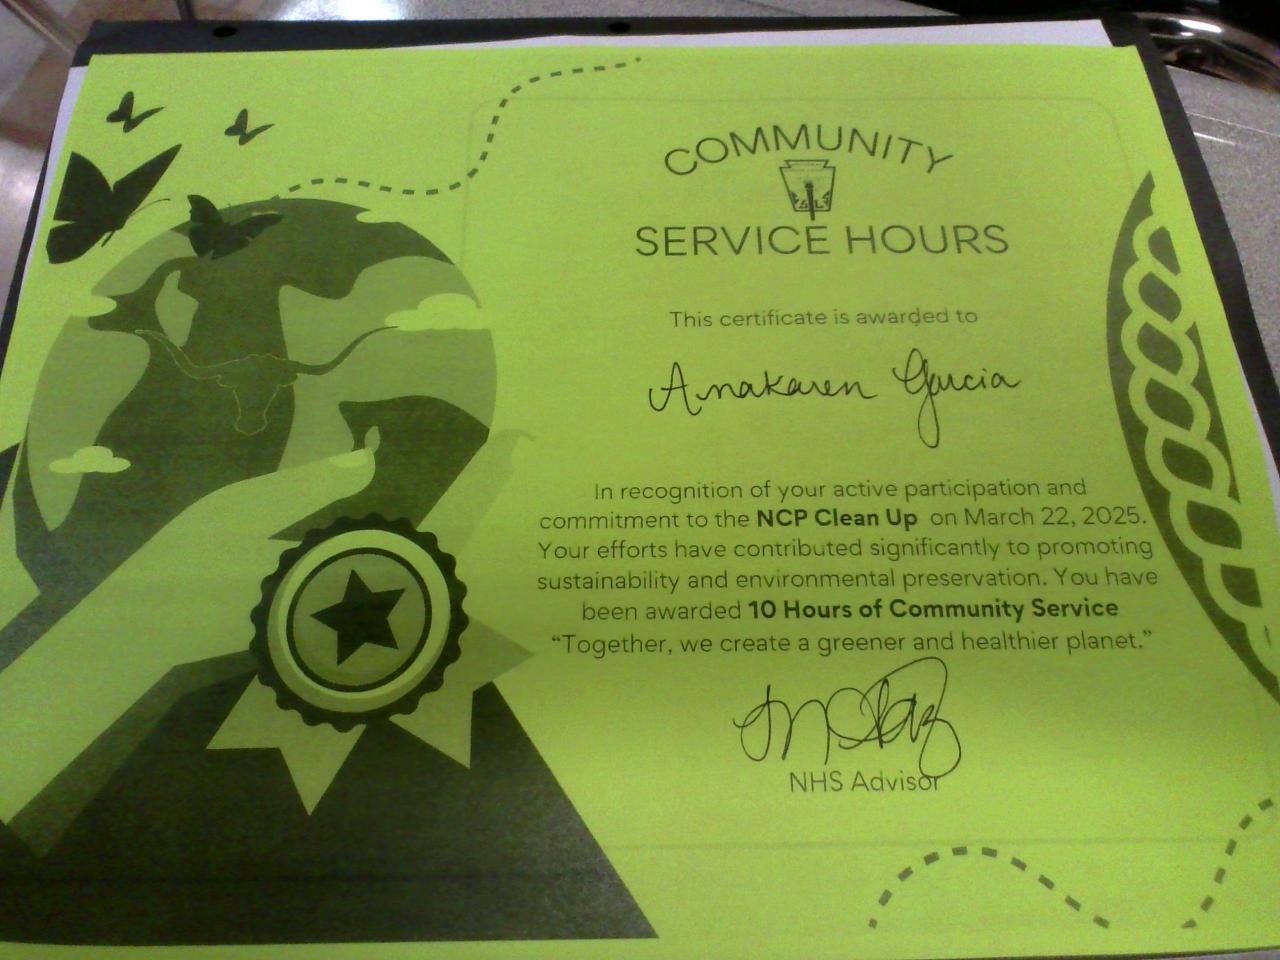 COMMUNITY
SERVICE HOURS
This certificate is awarded to
Anakaren Garcia
In recognition of your active participation and
commitment to the NCP Clean Up on March 22, 2025.
Your efforts have contributed significantly to promoting
sustainability and environmental preservation. You have
been awarded 10 Hours of Community Service
“Together, we create a greener and healthier planet.”
NHS Advisor